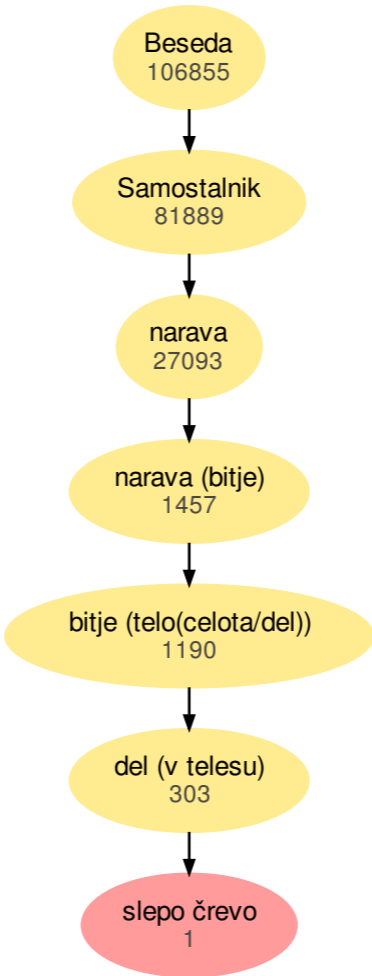 Beseda
106855
Samostalnik
81889
narava
27093
narava (bitje)
1457
bitje (telo(celota/del))
1190
del (v telesu)
303
slepo črevo
1